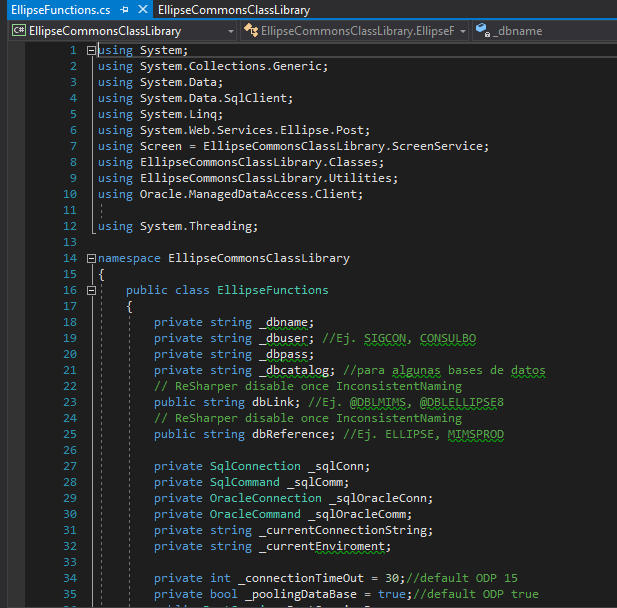 EllipseFunctions.cs EllipseCommonsClassLibrary
C# EllipseCommonsClassLibrary EllipseCommonsClassLibrary.EllipseF _dbname
1 using System;
2 using System.Collections.Generic;
3 using System.Data;
4 using System.Data.SqlClient;
5 using System.Linq;
6 using System.Web.Services.Ellipse.Post;
7 using Screen = EllipseCommonsClassLibrary.ScreenService;
8 using EllipseCommonsClassLibrary.Classes;
9 using EllipseCommonsClassLibrary.Utilities;
10 using Oracle.ManagedDataAccess.Client;
11
12 using System.Threading;
13
14 namespace EllipseCommonsClassLibrary
15 {
16 public class EllipseFunctions
17 {
18 private string _dbname;
19 private string _dbuser; //Ej. SIGCON, CONSULBO
20 private string _dbpass;
21 private string _dbcatalog; //para algunas bases de datos
22 // ReSharper disable once InconsistentNaming
23 public string dbLink; //Ej. @DBLMIMS, @DBLELLIPSE8
24 // ReSharper disable once InconsistentNaming
25 public string dbReference; //Ej. ELLIPSE, MIMSPROD
26
27 private SqlConnection _sqlConn;
28 private SqlCommand _sqlComm;
29 private OracleConnection _sqlOracleConn;
30 private OracleCommand _sqlOracleComm;
31 private string _currentConnectionString;
32 private string _currentEnviroment;
33
34 private int _connectionTimeOut = 30;//default ODP 15
35 private bool _poolingDataBase = true;//default ODP true